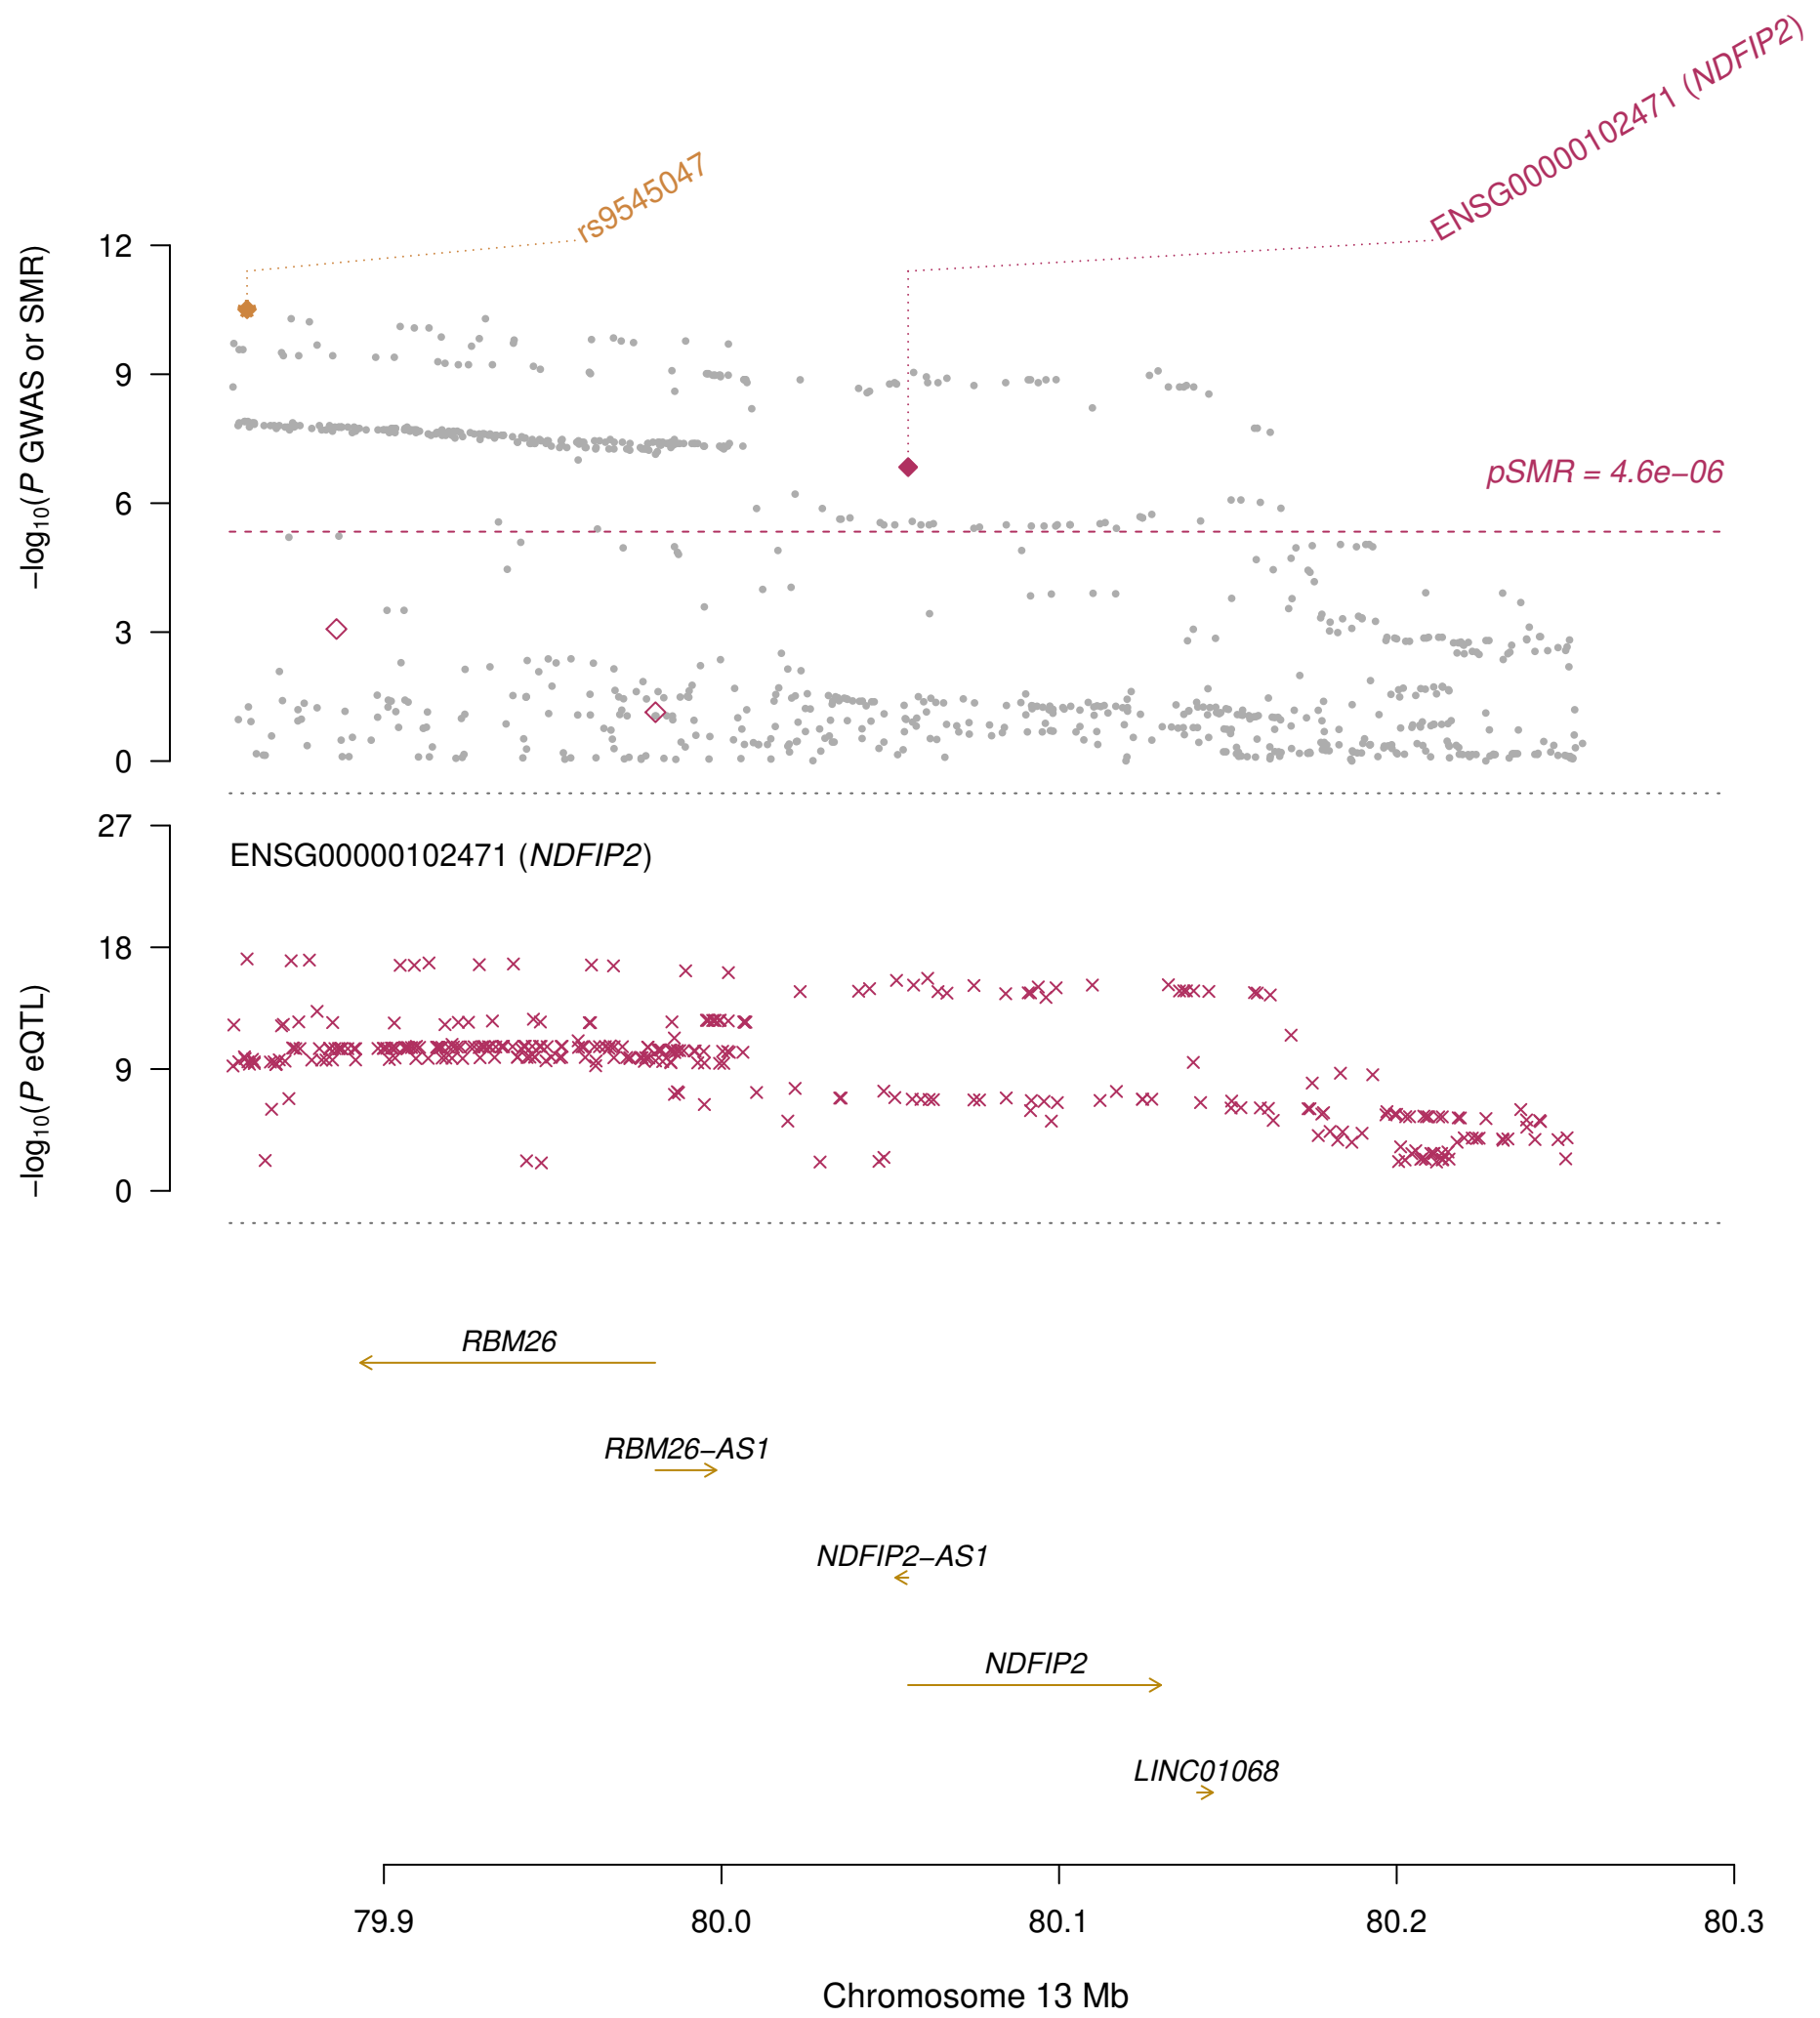 ENSG00000102471 (NDFIP2)
rs9545047
−log10(P GWAS or SMR)
12
9
6
3
0
pSMR = 4.6e−06
−log10(P eQTL)
27
18
9
0
ENSG00000102471 (NDFIP2)
RBM26
RBM26−AS1
NDFIP2−AS1
NDFIP2
LINC01068
79.9 80.0 80.1 80.2 80.3
Chromosome 13 Mb